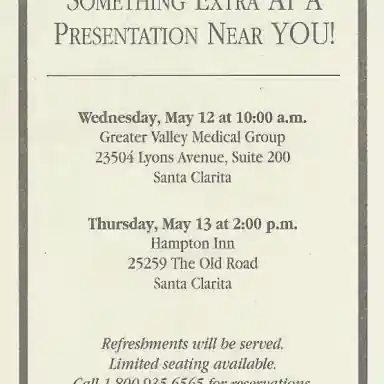 SOMETHING EXTRA AT A
PRESENTATION NEAR YOU!
Wednesday, May 12 at 10:00 a.m.
Greater Valley Medical Group
23504 Lyons Avenue, Suite 200
Santa Clarita
Thursday, May 13 at 2:00 p.m.
Hampton Inn
25259 The Old Road
Santa Clarita
Refreshments will be served.
Limited seating available.
Call 1 800 935 6565 for reservations